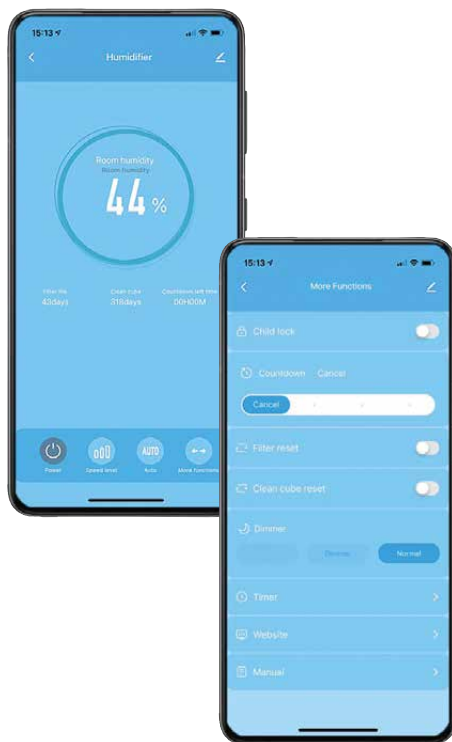 15:13
Humidifier
Room humidity
Room humidity
44 %
Filter life
Clean cube
Countdown left time
43days
318days
00H00M
Power
Speed level
AUTO
Auto
More Functions
15:13
More Functions
Child lock
Countdown Cancel
Cancel
Filter reset
Clean cube reset
Dimmer
Dimmer
Normal
Timer
Website
Manual